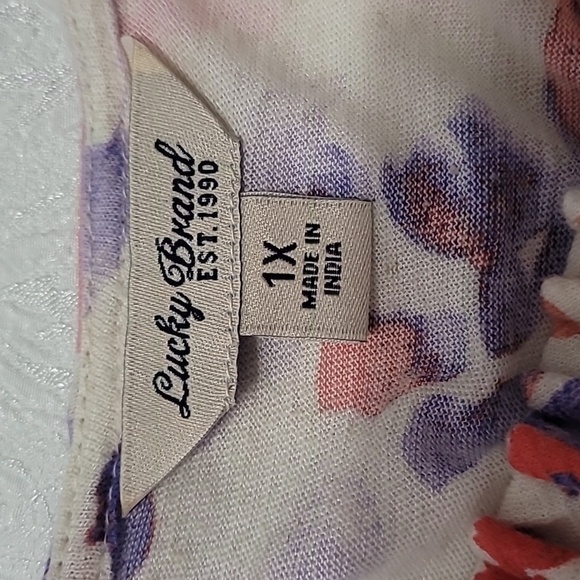 Lucky Brand
EST. 1990
1X
MADE IN
INDIA